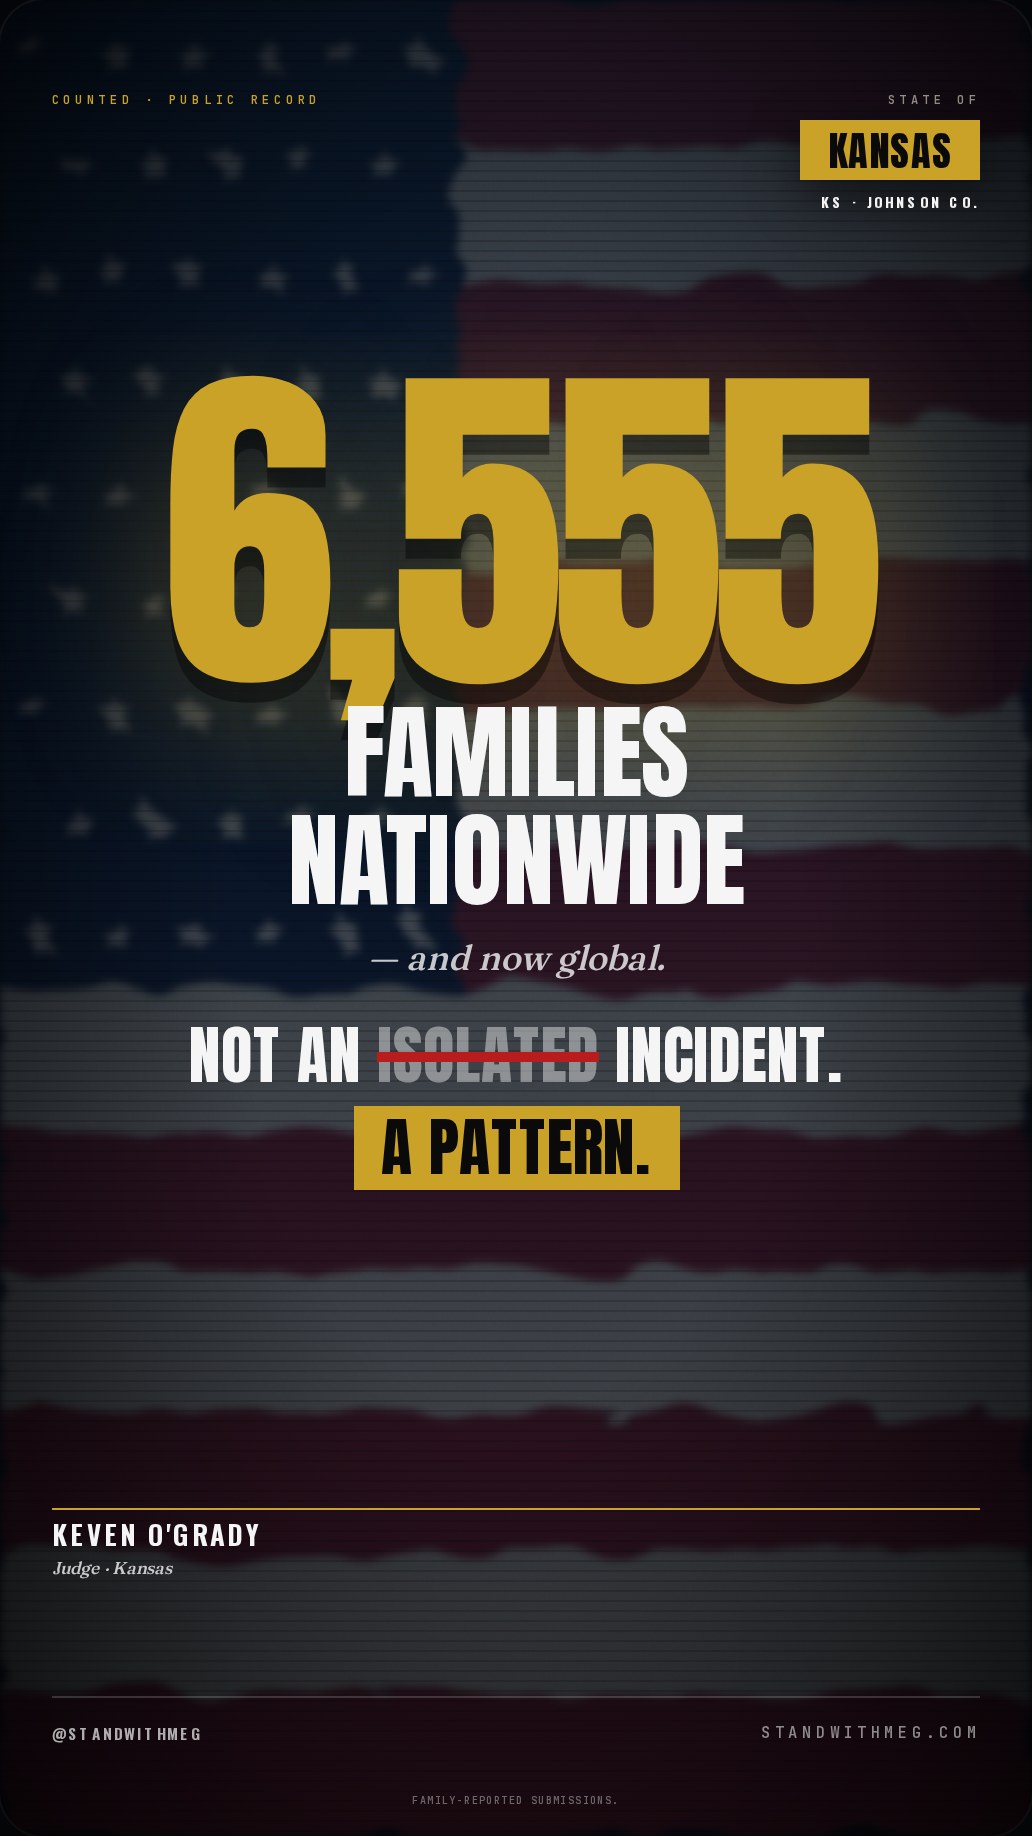 COUNTED · PUBLIC RECORD
STATE OF
KANSAS
KS · JOHNSON CO.
6,555
FAMILIES
NATIONWIDE
— and now global.
NOT AN ISOLATED INCIDENT.
A PATTERN.
KEVEN O'GRADY
Judge · Kansas
@STANDWITHMEG
STANDWITHMEG.COM
FAMILY-REPORTED SUBMISSIONS.